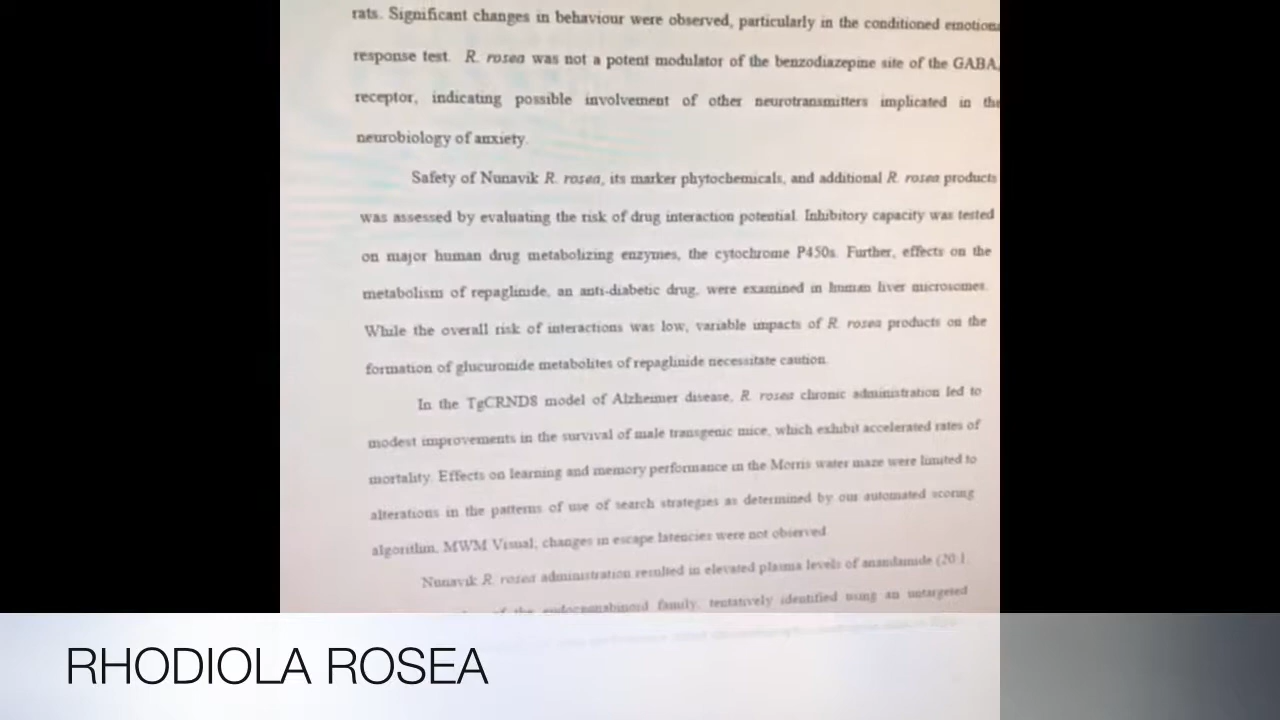 rats. Significant changes in behaviour were observed, particularly in the conditioned emotiona
response test. R. rosea was not a potent modulator of the benzodiazepine site of the GABA
receptor, indicating possible involvement of other neurotransmitters implicated in the
neurobiology of anxiety.
Safety of Nunavik R. rosea, its marker phytochemicals, and additional R. rosea products
was assessed by evaluating the risk of drug interaction potential. Inhibitory capacity was tested
on major human drug metabolizing enzymes, the cytochrome P450s. Further, effects on the
metabolism of repaglinide, an anti-diabetic drug, were examined in human liver microsomes.
While the overall risk of interactions was low, variable impacts of R. rosea products on the
formation of glucuronide metabolites of repaglinide necessitate caution.
In the TgCRND8 model of Alzheimer disease, R. rosea chronic administration led to
modest improvements in the survival of male transgenic mice, which exhibit accelerated rates of
mortality. Effects on learning and memory performance in the Morris water maze were limited to
alterations in the patterns of use of search strategies as determined by our automated scoring
algorithm, MWM Visual; changes in escape latencies were not observed.
Nunavik R. rosea administration resulted in elevated plasma levels of anandamide (20:1,
of the endocannabinoid family, tentatively identified using an untargeted
RHODIOLA ROSEA